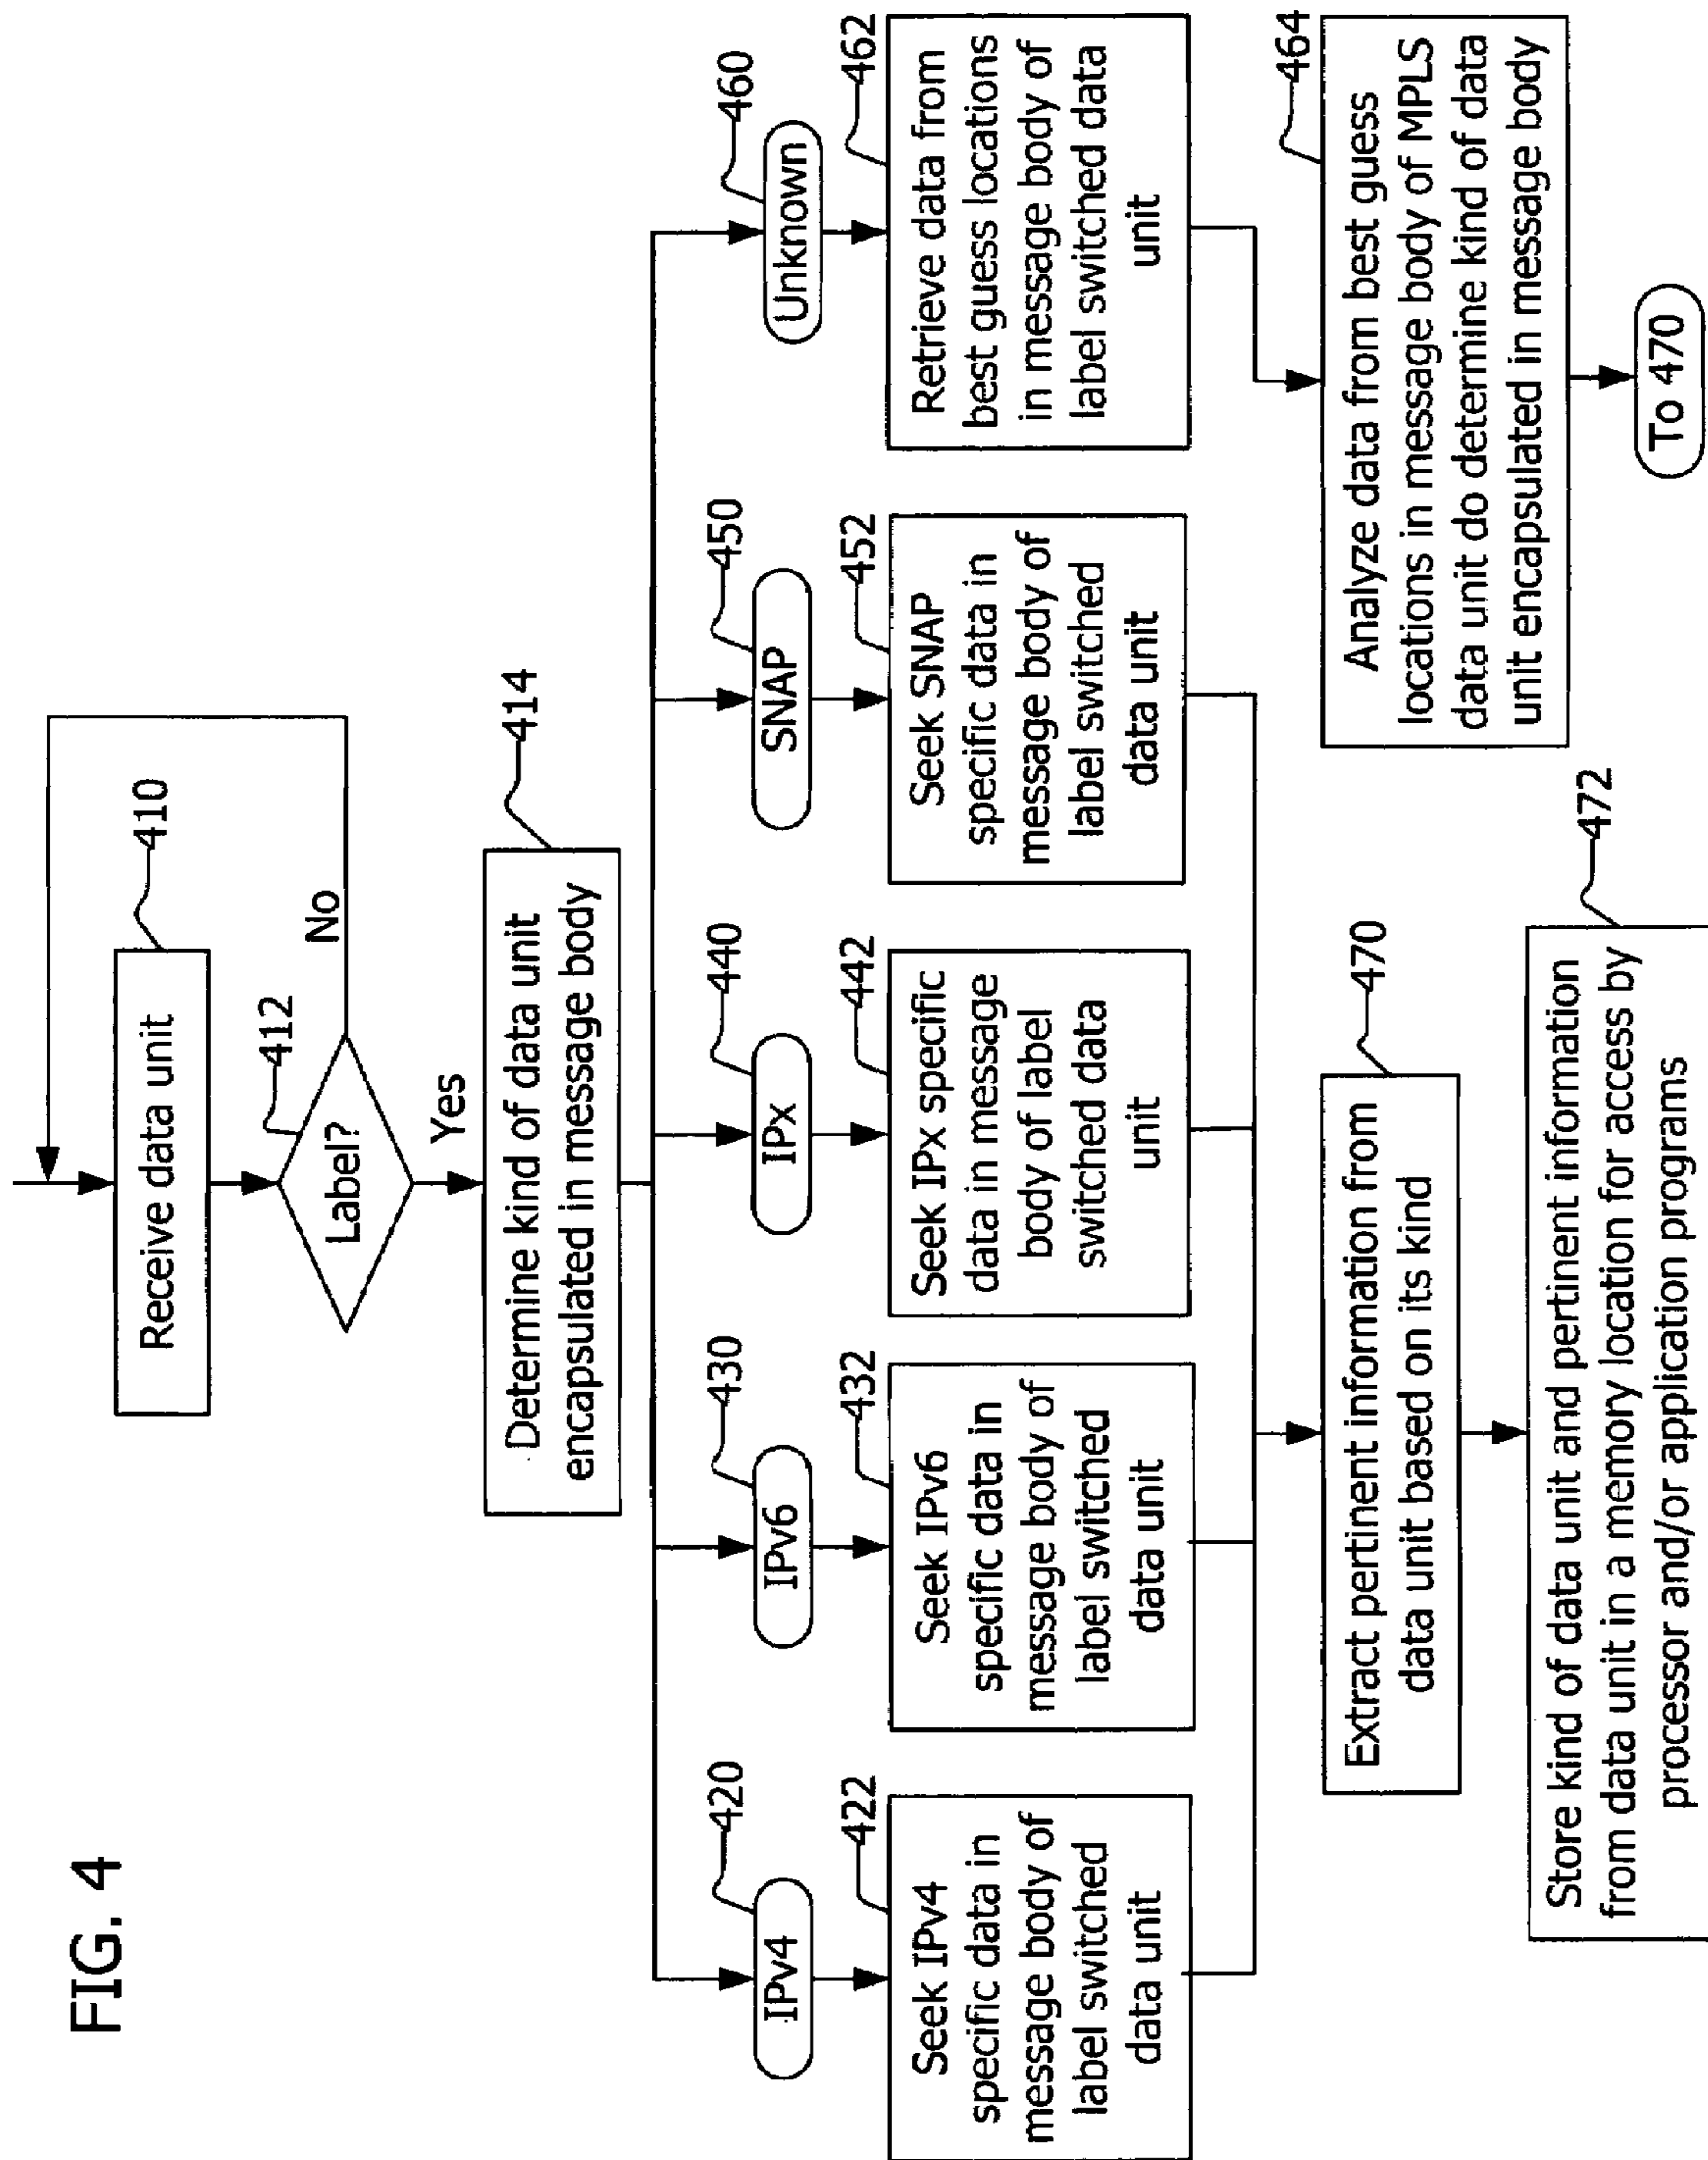 FIG. 4
410
Receive data unit
412
Label?
No
Yes
414
Determine kind of data unit
encapsulated in message body
420
IPv4
430
IPv6
440
IPx
450
SNAP
460
Unknown
422
Seek IPv4
specific data in
message body of
label switched
data unit
432
Seek IPv6
specific data in
message body of
label switched
data unit
442
Seek IPx specific
data in message
body of label
switched data
unit
452
Seek SNAP
specific data in
message body of
label switched
data unit
462
Retrieve data from
best guess locations
in message body of
label switched data
unit
464
Analyze data from best guess
locations in message body of MPLS
data unit do determine kind of data
unit encapsulated in message body
To 470
470
Extract pertinent information from
data unit based on its kind
472
Store kind of data unit and pertinent information
from data unit in a memory location for access by
processor and/or application programs